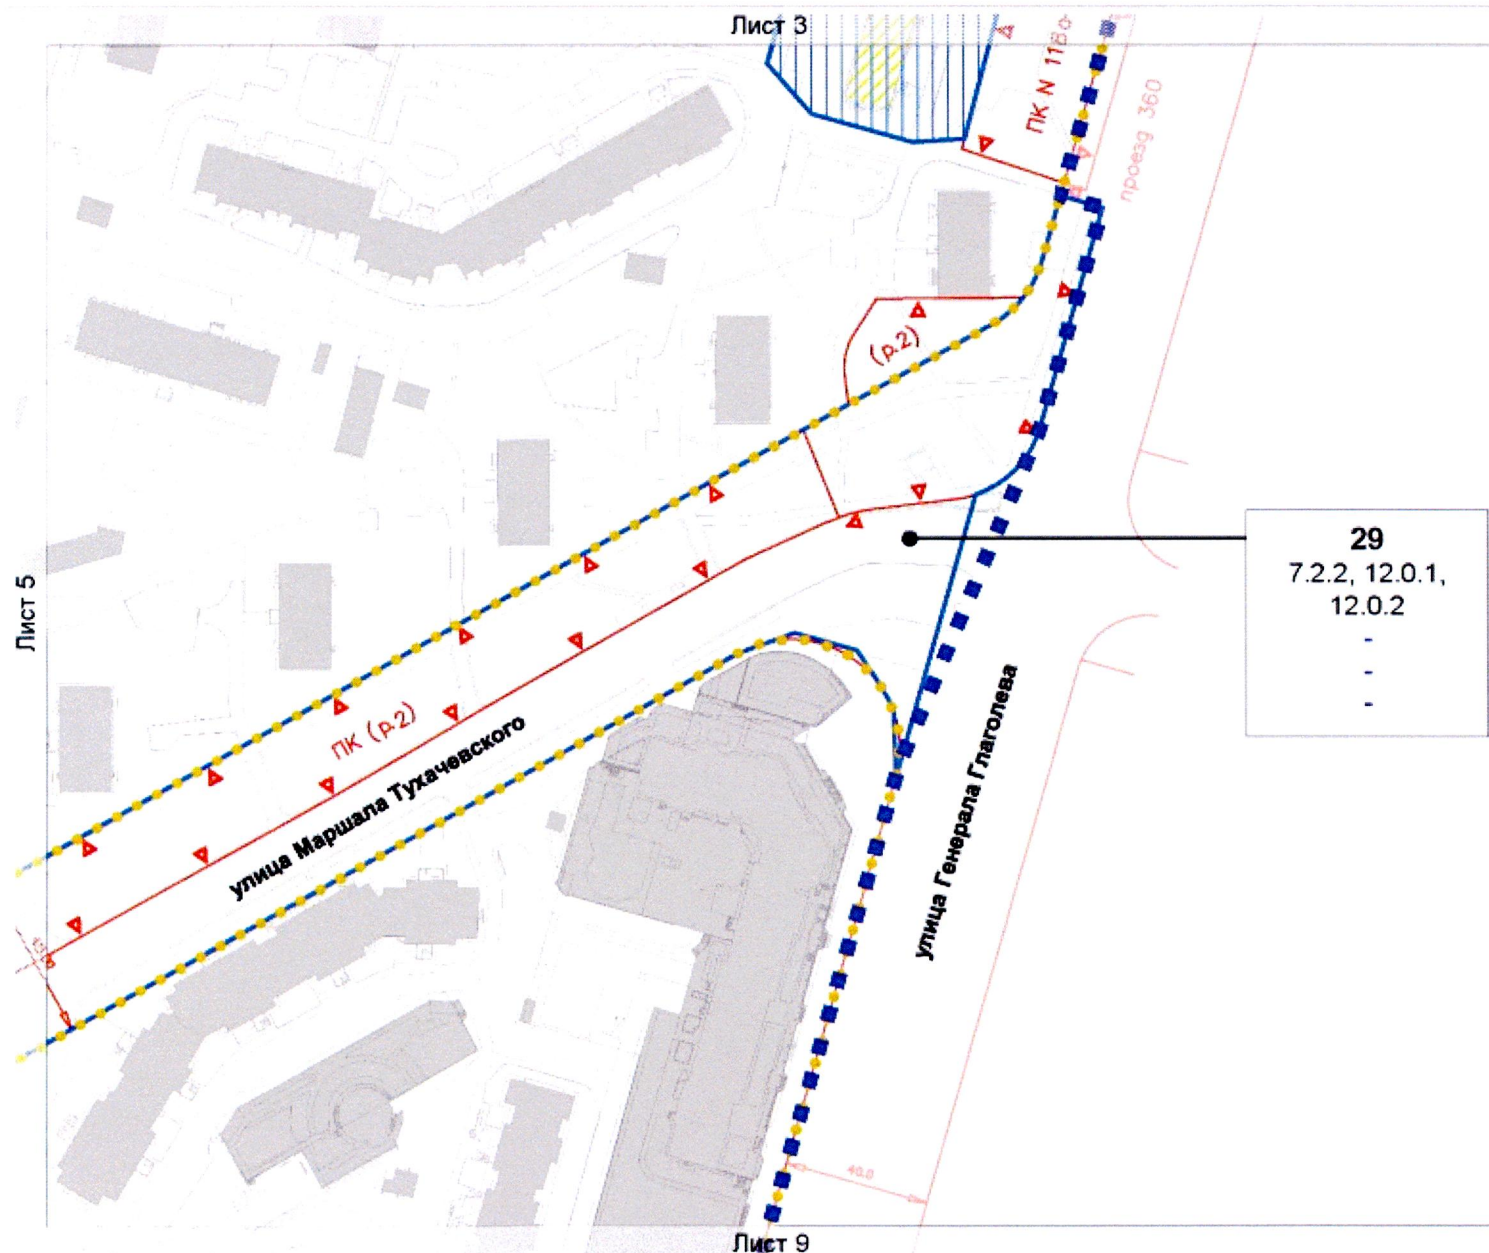 Лист 3
ПК N 118
проезд 360
(р.2)
Лист 5
29
7.2.2, 12.0.1,
12.0.2
-
-
-
ПК (р.2)
улица Маршала Тухачевского
улица Генерала Глаголева
40.0
Лист 9